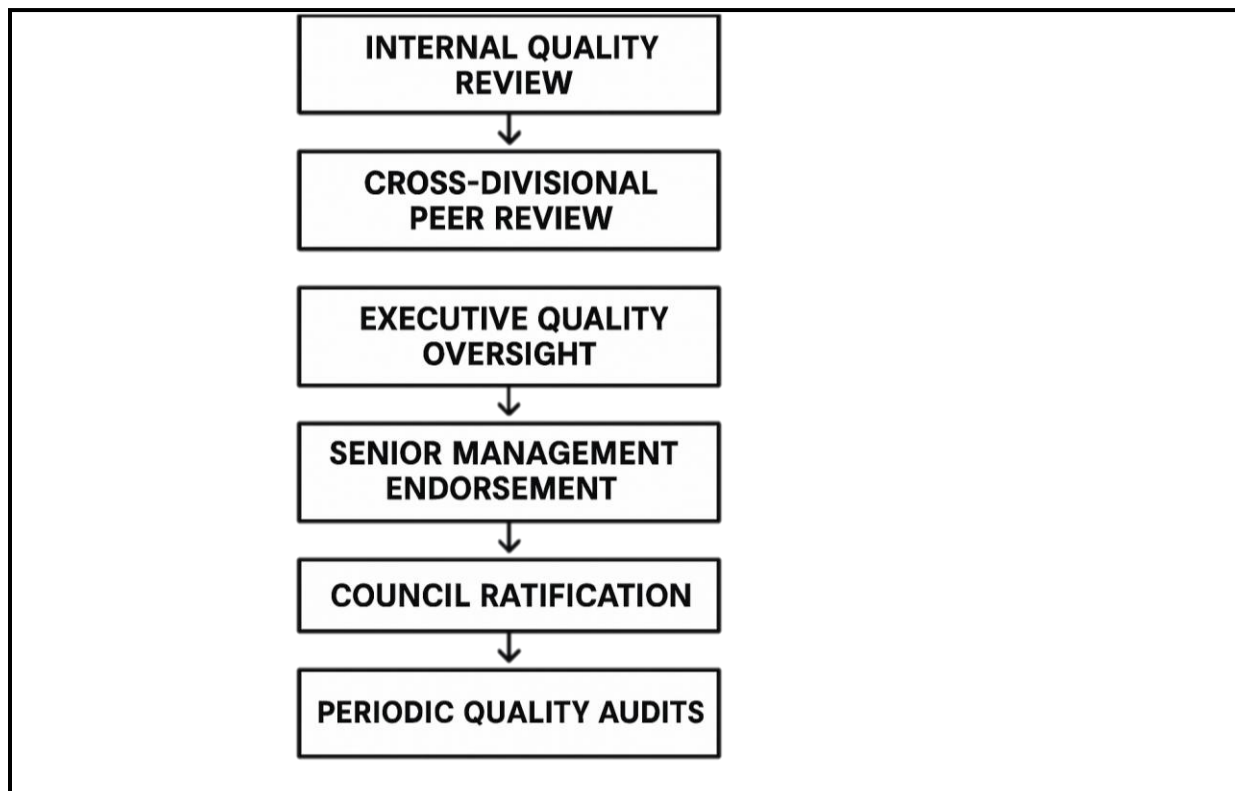 INTERNAL QUALITY
REVIEW
CROSS-DIVISIONAL
PEER REVIEW
EXECUTIVE QUALITY
OVERSIGHT
SENIOR MANAGEMENT
ENDORSEMENT
COUNCIL RATIFICATION
PERIODIC QUALITY AUDITS